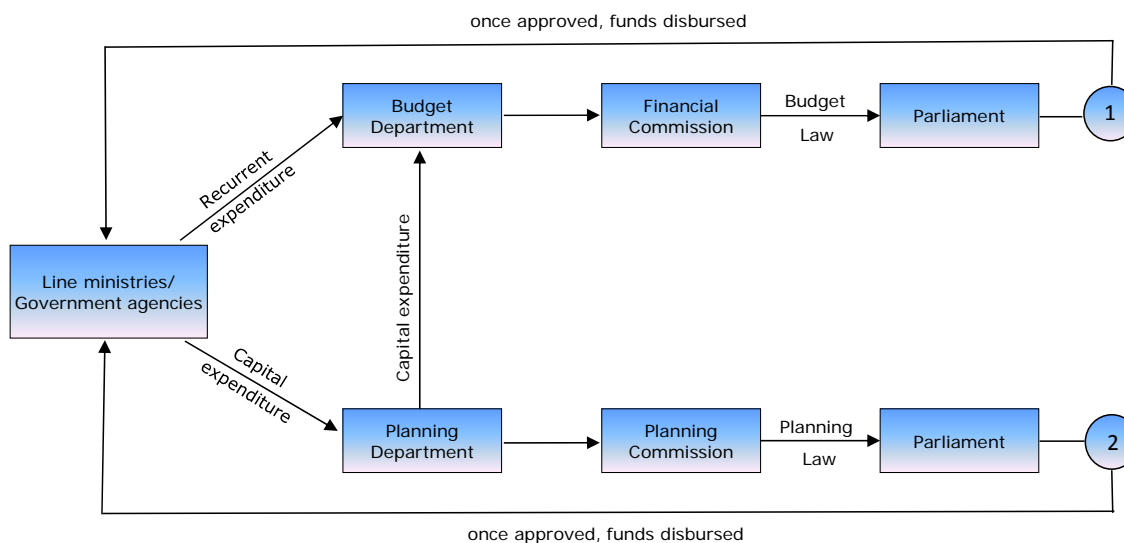 once approved, funds disbursed
Budget
Department
Financial
Commission
Budget
Law
Parliament
1
Recurrent
expenditure
Line ministries/
Government agencies
Capital expenditure
Capital
expenditure
Planning
Department
Planning
Commission
Planning
Law
Parliament
2
once approved, funds disbursed